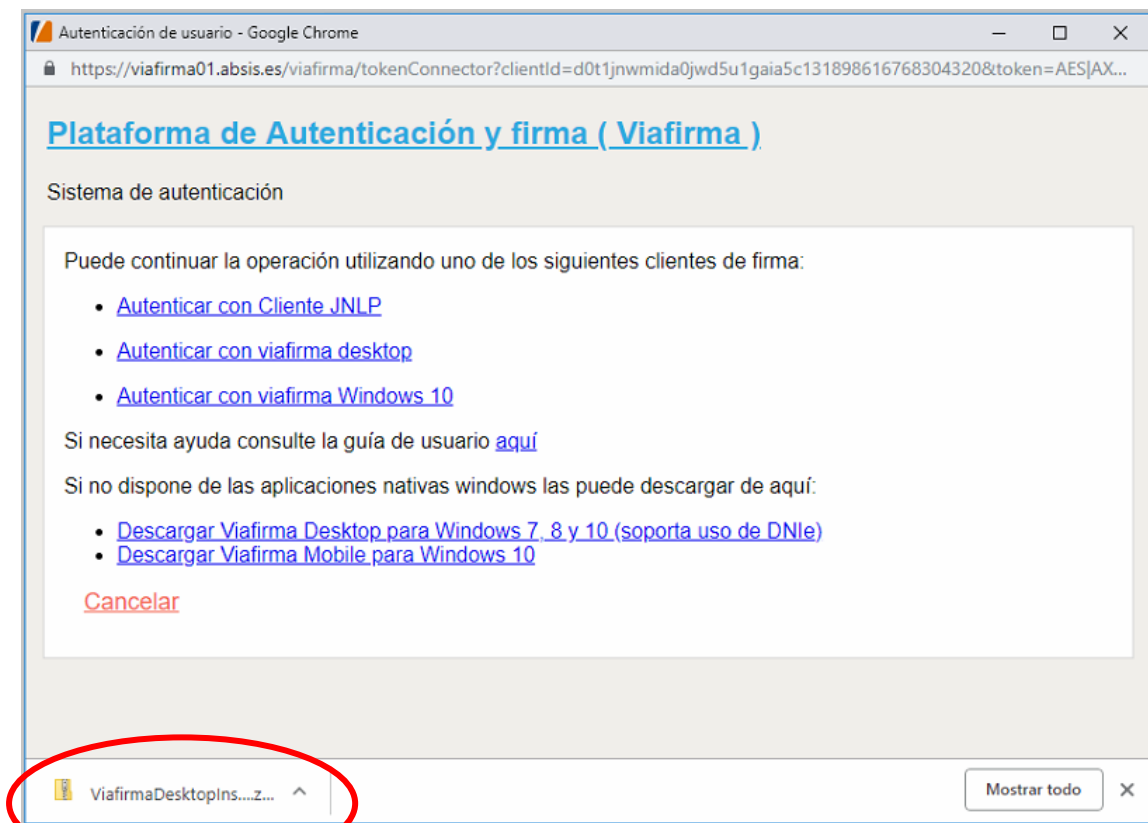 Autenticación de usuario - Google Chrome
https://viafirma01.absis.es/viafirma/tokenConnector?clientId=d0t1jnwmida0jwd5u1gaia5c131898616768304320&token=AES|AX...
Plataforma de Autenticación y firma ( Viafirma )
Sistema de autenticación
Puede continuar la operación utilizando uno de los siguientes clientes de firma:
• Autenticar con Cliente JNLP
• Autenticar con viafirma desktop
• Autenticar con viafirma Windows 10
Si necesita ayuda consulte la guía de usuario aquí
Si no dispone de las aplicaciones nativas windows las puede descargar de aquí:
• Descargar Viafirma Desktop para Windows 7, 8 y 10 (soporta uso de DNIe)
• Descargar Viafirma Mobile para Windows 10
Cancelar
ViafirmaDesktopIns....z...
Mostrar todo